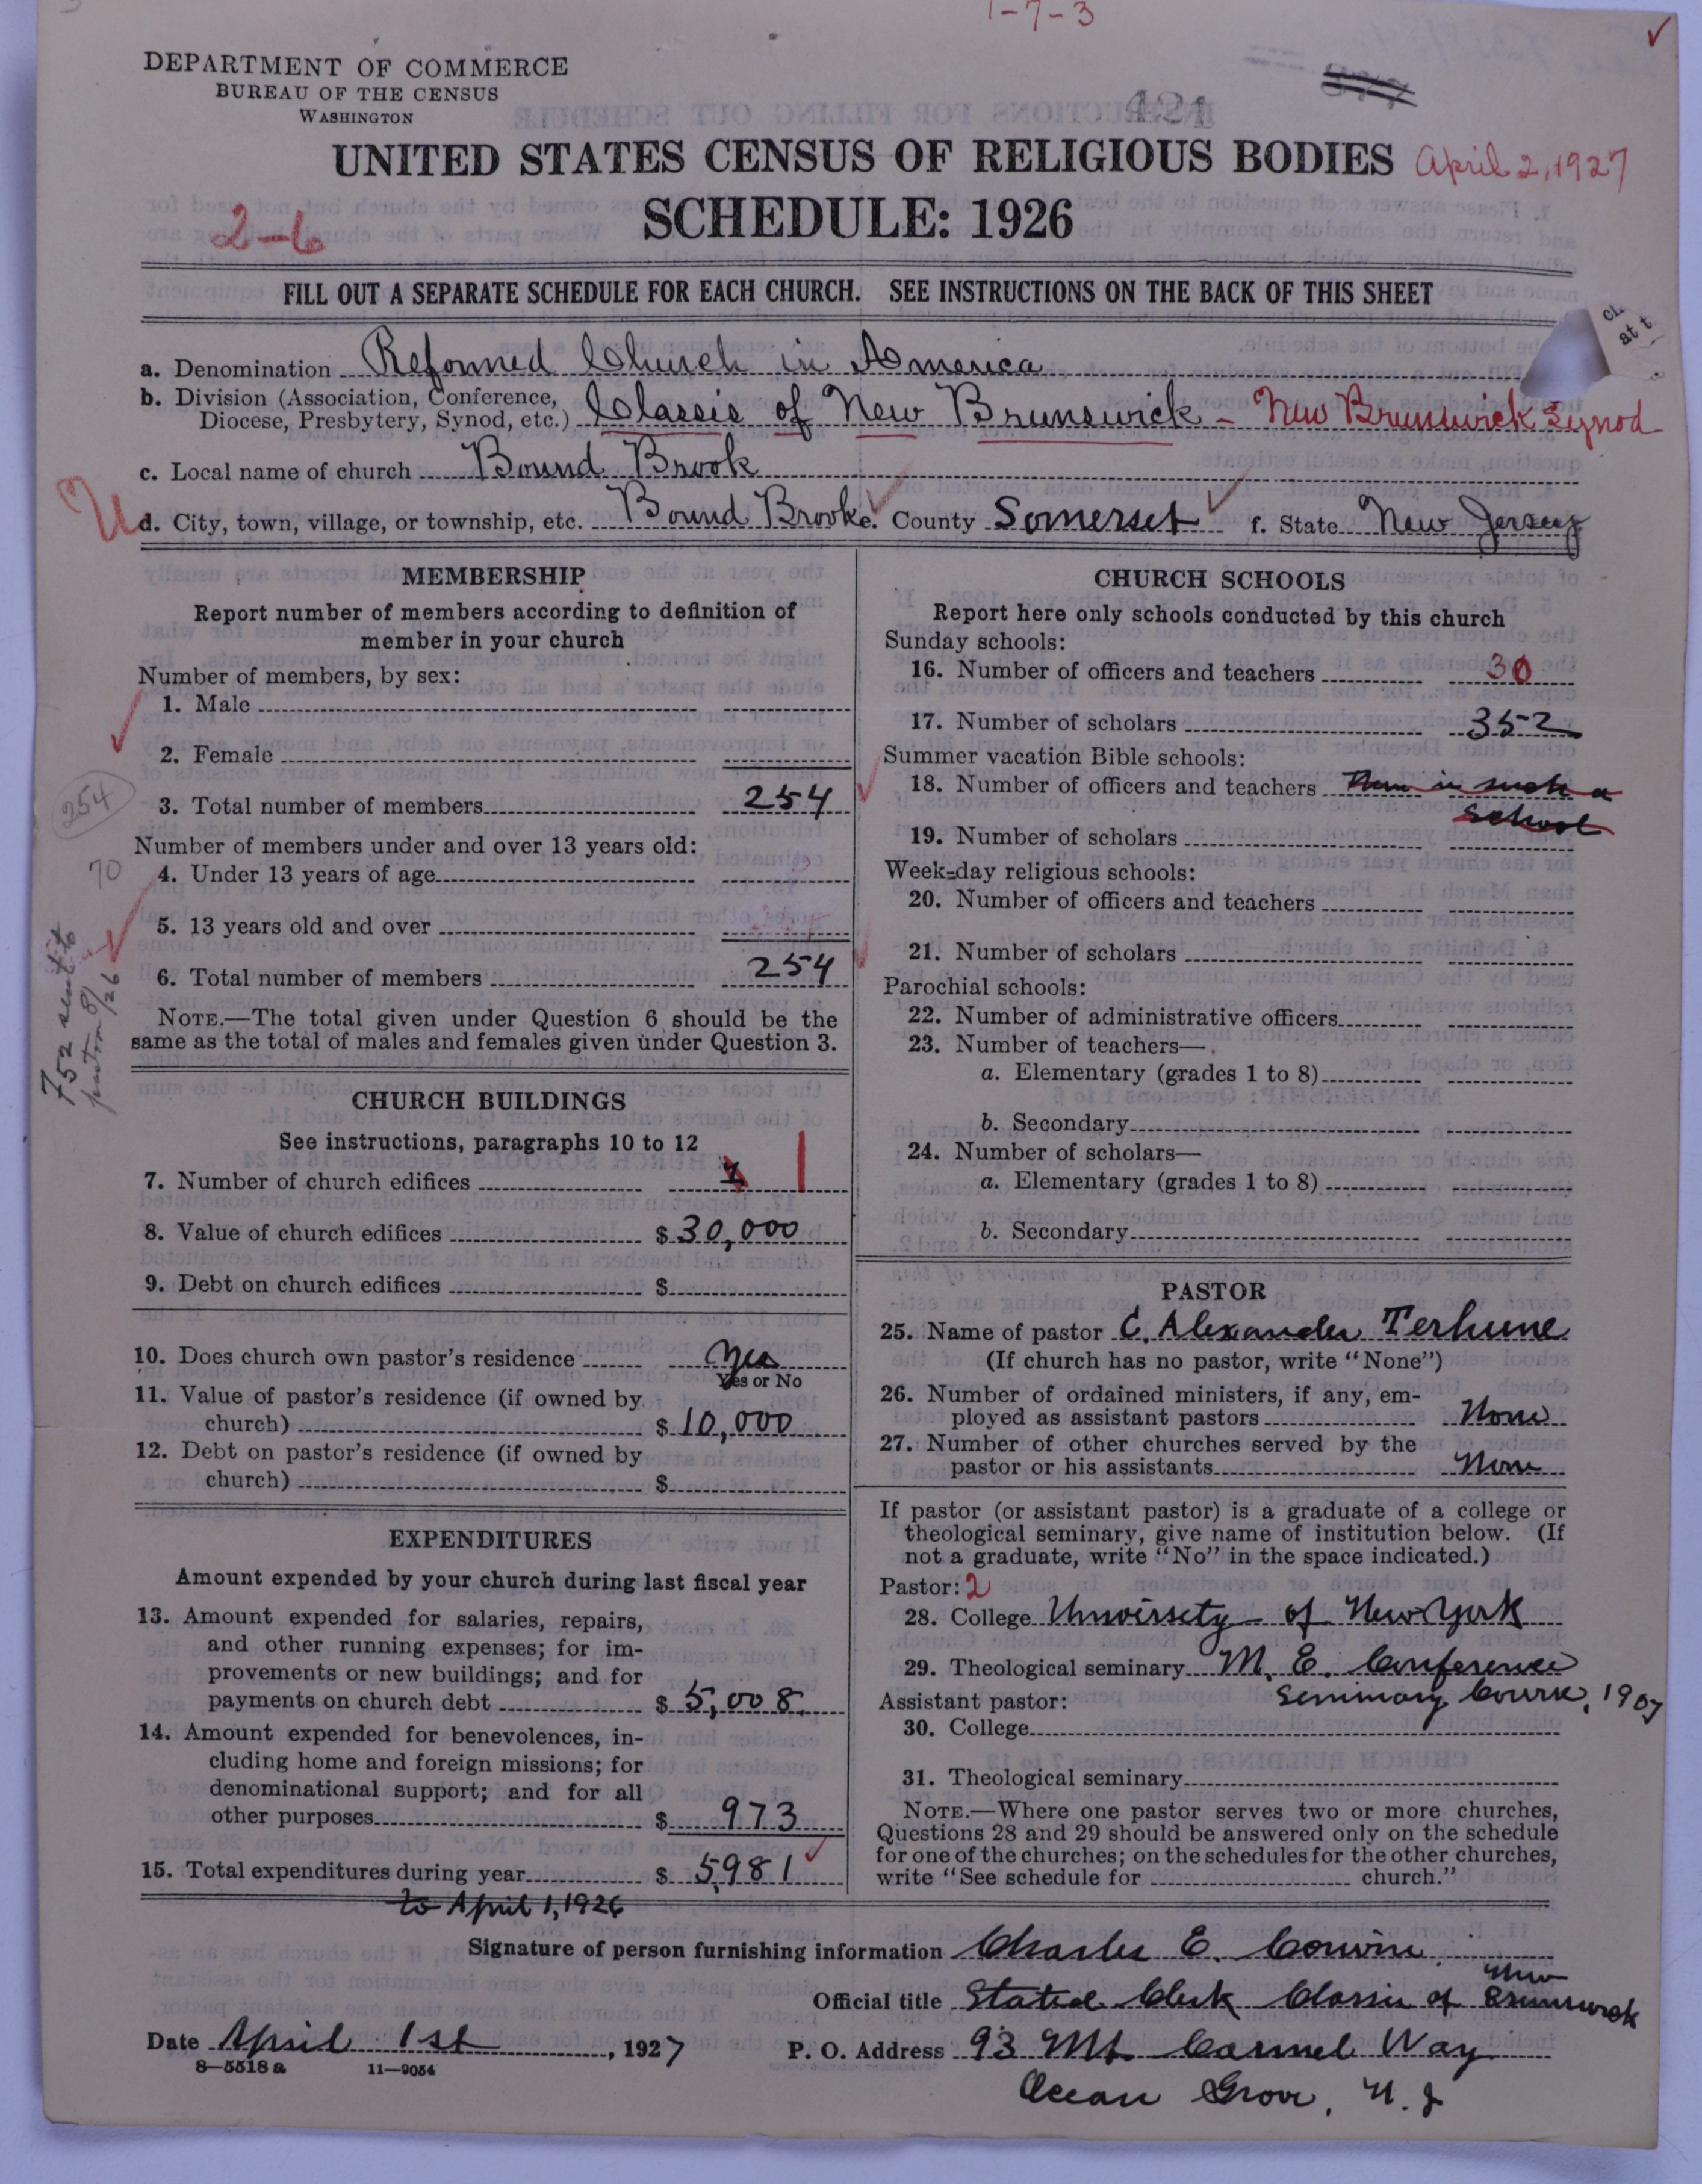 1-7-3
DEPARTMENT OF COMMERCE
BUREAU OF THE CENSUS
WASHINGTON
421
UNITED STATES CENSUS OF RELIGIOUS BODIES April 2, 1927
SCHEDULE: 1926
2-6
FILL OUT A SEPARATE SCHEDULE FOR EACH CHURCH. SEE INSTRUCTIONS ON THE BACK OF THIS SHEET
a. Denomination Reformed Church in America
b. Division (Association, Conference,
Diocese, Presbytery, Synod, etc.) Classis of New Brunswick - New Brunswick Synod
c. Local name of church Bound Brook
d. City, town, village, or township, etc. Bound Brook e. County Somerset f. State New Jersey
MEMBERSHIP
Report number of members according to definition of
member in your church
Number of members, by sex:
1. Male
2. Female
3. Total number of members 254
254
Number of members under and over 13 years old:
70
4. Under 13 years of age
5. 13 years old and over
6. Total number of members 254
NOTE.—The total given under Question 6 should be the
same as the total of males and females given under Question 3.
752 sent to
pastor 8/26
CHURCH BUILDINGS
See instructions, paragraphs 10 to 12
7. Number of church edifices 1
8. Value of church edifices $ 30,000
9. Debt on church edifices $
10. Does church own pastor's residence Yes
Yes or No
11. Value of pastor's residence (if owned by
church) $ 10,000
12. Debt on pastor's residence (if owned by
church) $
EXPENDITURES
Amount expended by your church during last fiscal year
13. Amount expended for salaries, repairs,
and other running expenses; for im-
provements or new buildings; and for
payments on church debt $ 5,008
14. Amount expended for benevolences, in-
cluding home and foreign missions; for
denominational support; and for all
other purposes $ 973
15. Total expenditures during year $ 5,981
to April 1, 1926
CHURCH SCHOOLS
Report here only schools conducted by this church
Sunday schools:
16. Number of officers and teachers 30
17. Number of scholars 352
Summer vacation Bible schools:
18. Number of officers and teachers in such a
School
19. Number of scholars
Week-day religious schools:
20. Number of officers and teachers
21. Number of scholars
Parochial schools:
22. Number of administrative officers
23. Number of teachers—
a. Elementary (grades 1 to 8)
b. Secondary
24. Number of scholars—
a. Elementary (grades 1 to 8)
b. Secondary
PASTOR
25. Name of pastor C. Alexander Terhune
(If church has no pastor, write "None")
26. Number of ordained ministers, if any, em-
ployed as assistant pastors None
27. Number of other churches served by the
pastor or his assistants None
If pastor (or assistant pastor) is a graduate of a college or
theological seminary, give name of institution below. (If
not a graduate, write "No" in the space indicated.)
Pastor: 2
28. College University of New York
29. Theological seminary M. E. Conference
Seminary Course, 1907
Assistant pastor:
30. College
31. Theological seminary
NOTE.—Where one pastor serves two or more churches,
Questions 28 and 29 should be answered only on the schedule
for one of the churches; on the schedules for the other churches,
write "See schedule for church."
Signature of person furnishing information Charles E. Corwin
Official title Stated Clerk Classis of New Brunswick
Date April 1st, 1927 P. O. Address 93 Mt. Carmel Way
8-5518 a 11-9054
Ocean Grove, N. J